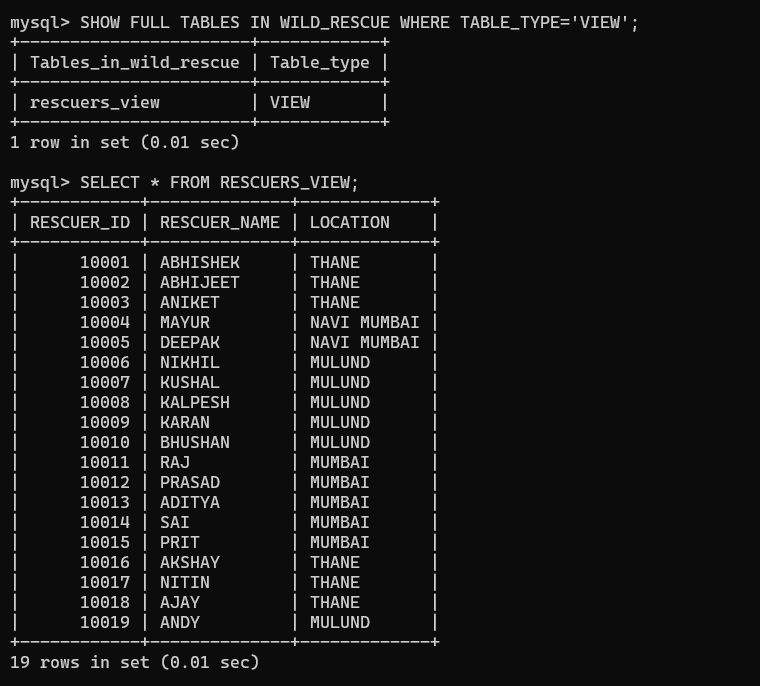 mysql> SHOW FULL TABLES IN WILD_RESCUE WHERE TABLE_TYPE='VIEW';
+-----------------------+------------+
| Tables_in_wild_rescue | Table_type |
+-----------------------+------------+
| rescuers_view         | VIEW       |
+-----------------------+------------+
1 row in set (0.01 sec)

mysql> SELECT * FROM RESCUERS_VIEW;
+------------+--------------+-------------+
| RESCUER_ID | RESCUER_NAME | LOCATION    |
+------------+--------------+-------------+
|      10001 | ABHISHEK     | THANE       |
|      10002 | ABHIJEET     | THANE       |
|      10003 | ANIKET       | THANE       |
|      10004 | MAYUR        | NAVI MUMBAI |
|      10005 | DEEPAK       | NAVI MUMBAI |
|      10006 | NIKHIL       | MULUND      |
|      10007 | KUSHAL       | MULUND      |
|      10008 | KALPESH      | MULUND      |
|      10009 | KARAN        | MULUND      |
|      10010 | BHUSHAN      | MULUND      |
|      10011 | RAJ          | MUMBAI      |
|      10012 | PRASAD       | MUMBAI      |
|      10013 | ADITYA       | MUMBAI      |
|      10014 | SAI          | MUMBAI      |
|      10015 | PRIT         | MUMBAI      |
|      10016 | AKSHAY       | THANE       |
|      10017 | NITIN        | THANE       |
|      10018 | AJAY         | THANE       |
|      10019 | ANDY         | MULUND      |
+------------+--------------+-------------+
19 rows in set (0.01 sec)